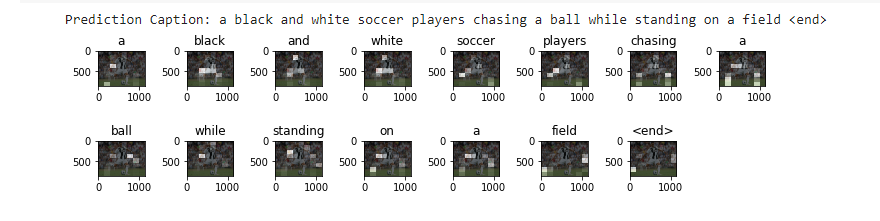 Prediction Caption: a black and white soccer players chasing a ball while standing on a field <end>
a black and white soccer players chasing a
0 0 0 0 0 0 0 0
500 500 500 500 500 500 500 500
0 1000 0 1000 0 1000 0 1000 0 1000 0 1000 0 1000 0 1000
ball while standing on a field <end>
0 0 0 0 0 0 0
500 500 500 500 500 500 500
0 1000 0 1000 0 1000 0 1000 0 1000 0 1000 0 1000